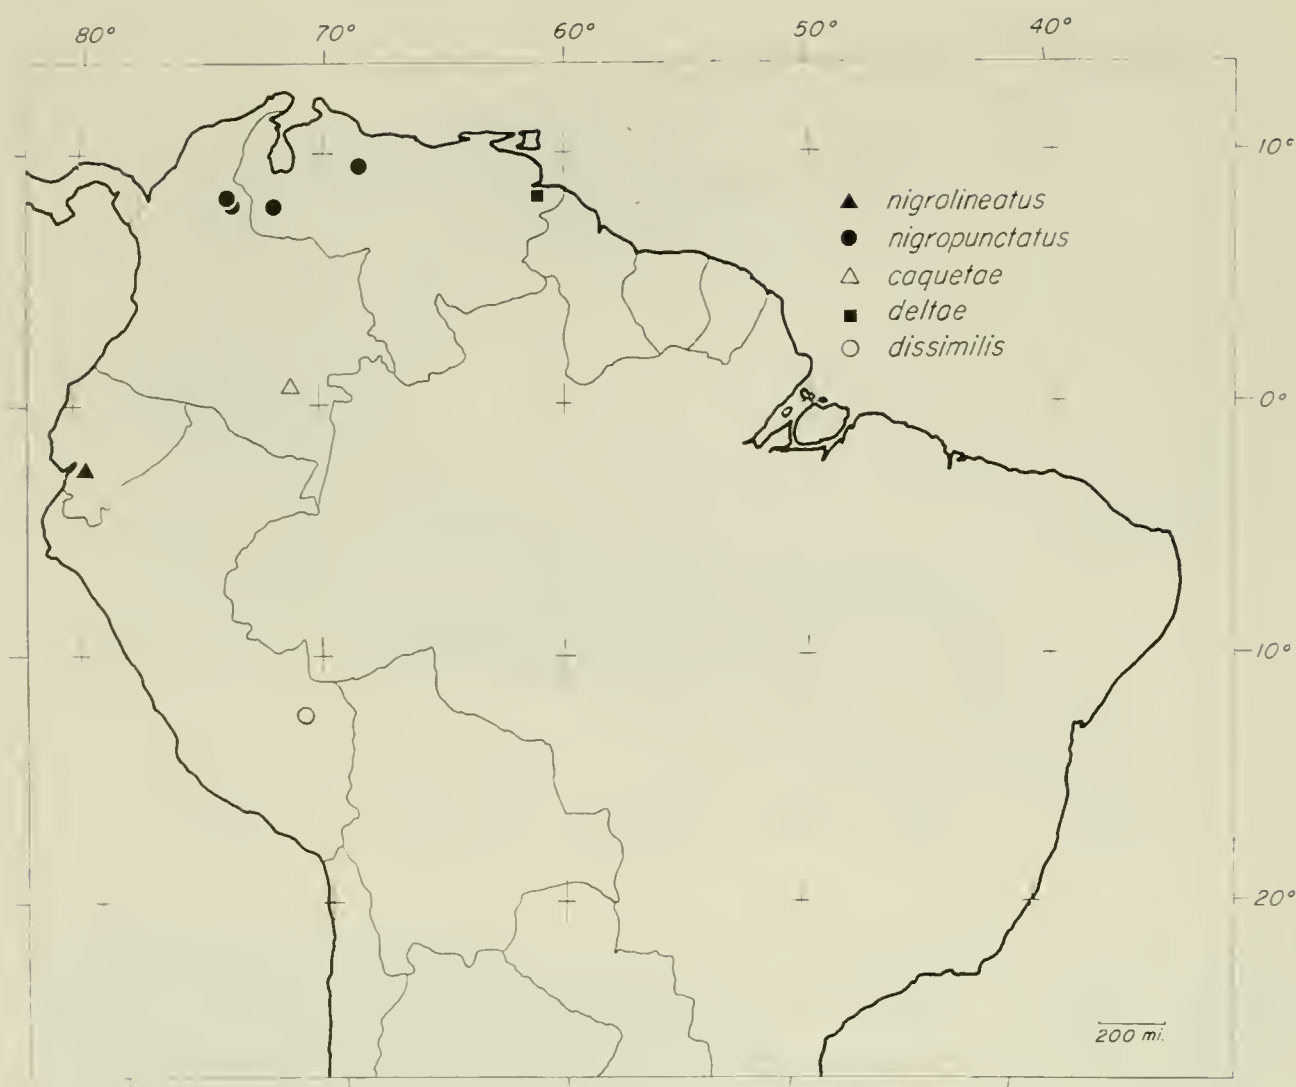 80° 70° 60° 50° 40°
10°
nigrolineatus
nigropunctatus
caquetae
deltae
dissimilis
0°
10°
20°
200 mi.